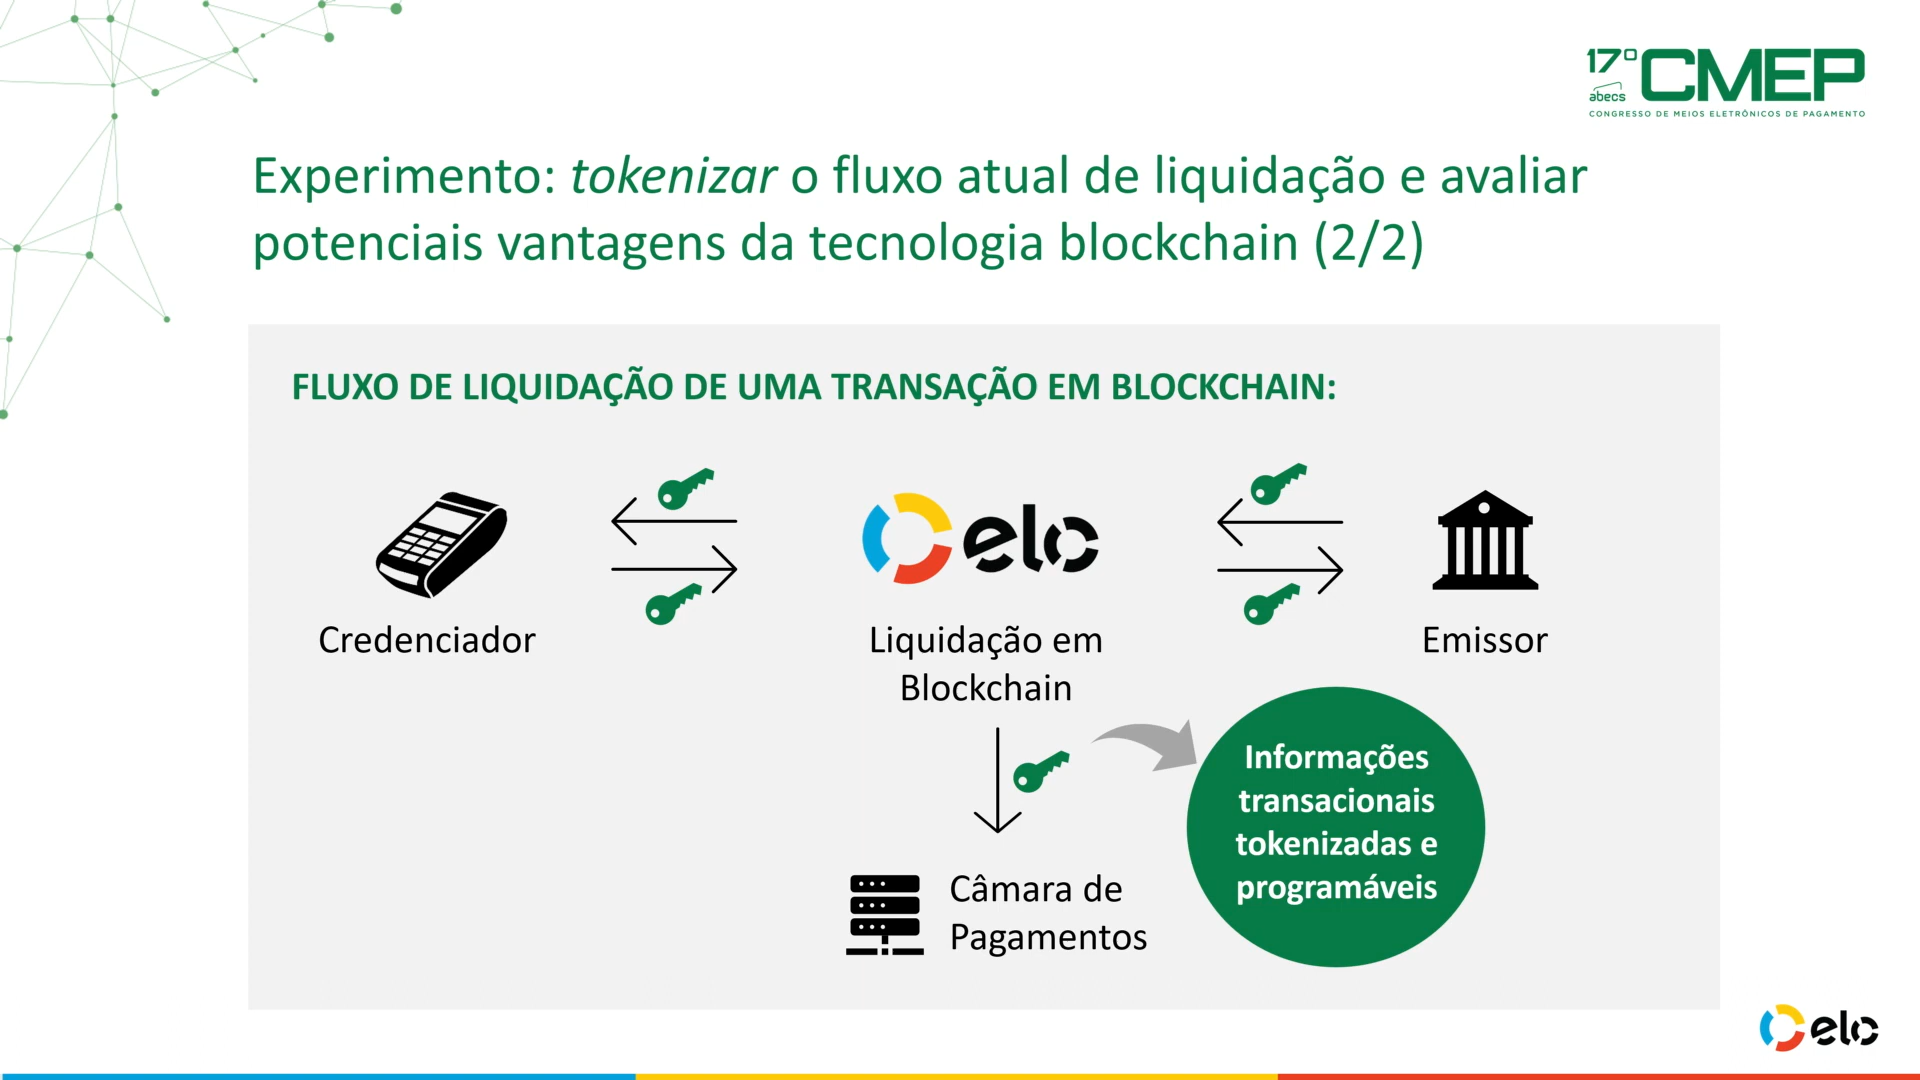 17º CMEP
abecs
CONGRESSO DE MEIOS ELETRÔNICOS DE PAGAMENTO
Experimento: tokenizar o fluxo atual de liquidação e avaliar
potenciais vantagens da tecnologia blockchain (2/2)
FLUXO DE LIQUIDAÇÃO DE UMA TRANSAÇÃO EM BLOCKCHAIN:
elo
Credenciador
Liquidação em
Blockchain
Emissor
Informações
transacionais
tokenizadas e
programáveis
Câmara de
Pagamentos
elo